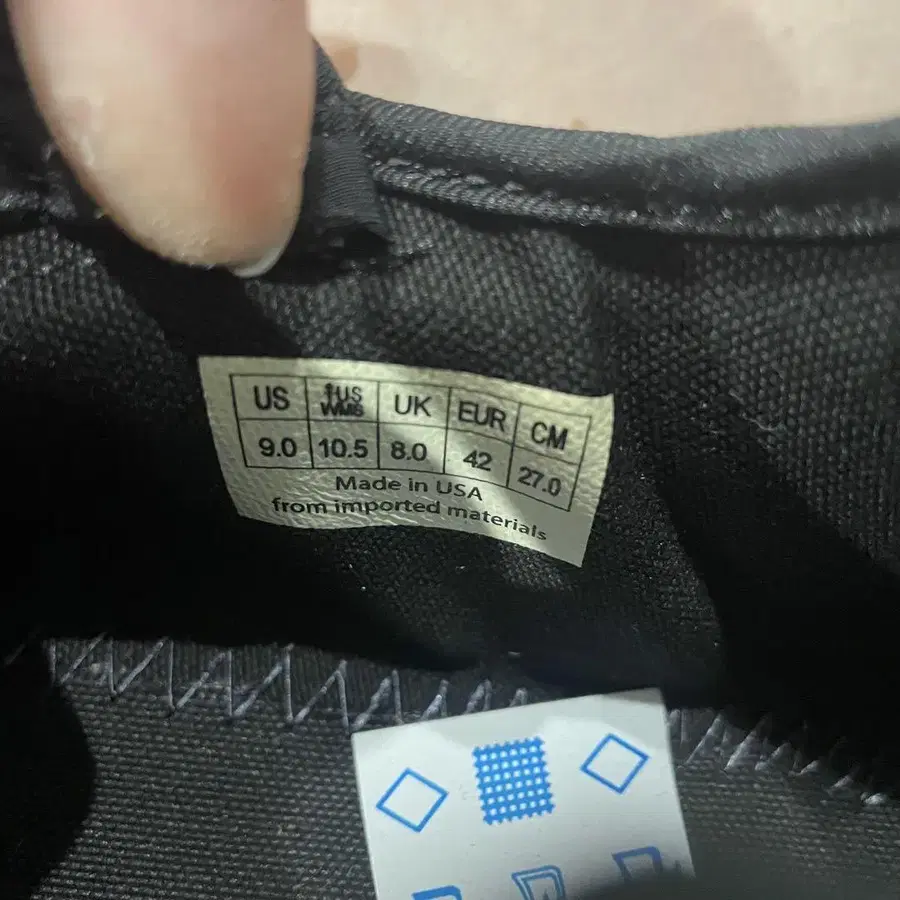 US US WMS UK EUR CM
9.0 10.5 8.0 42 27.0
Made in USA
from imported materials